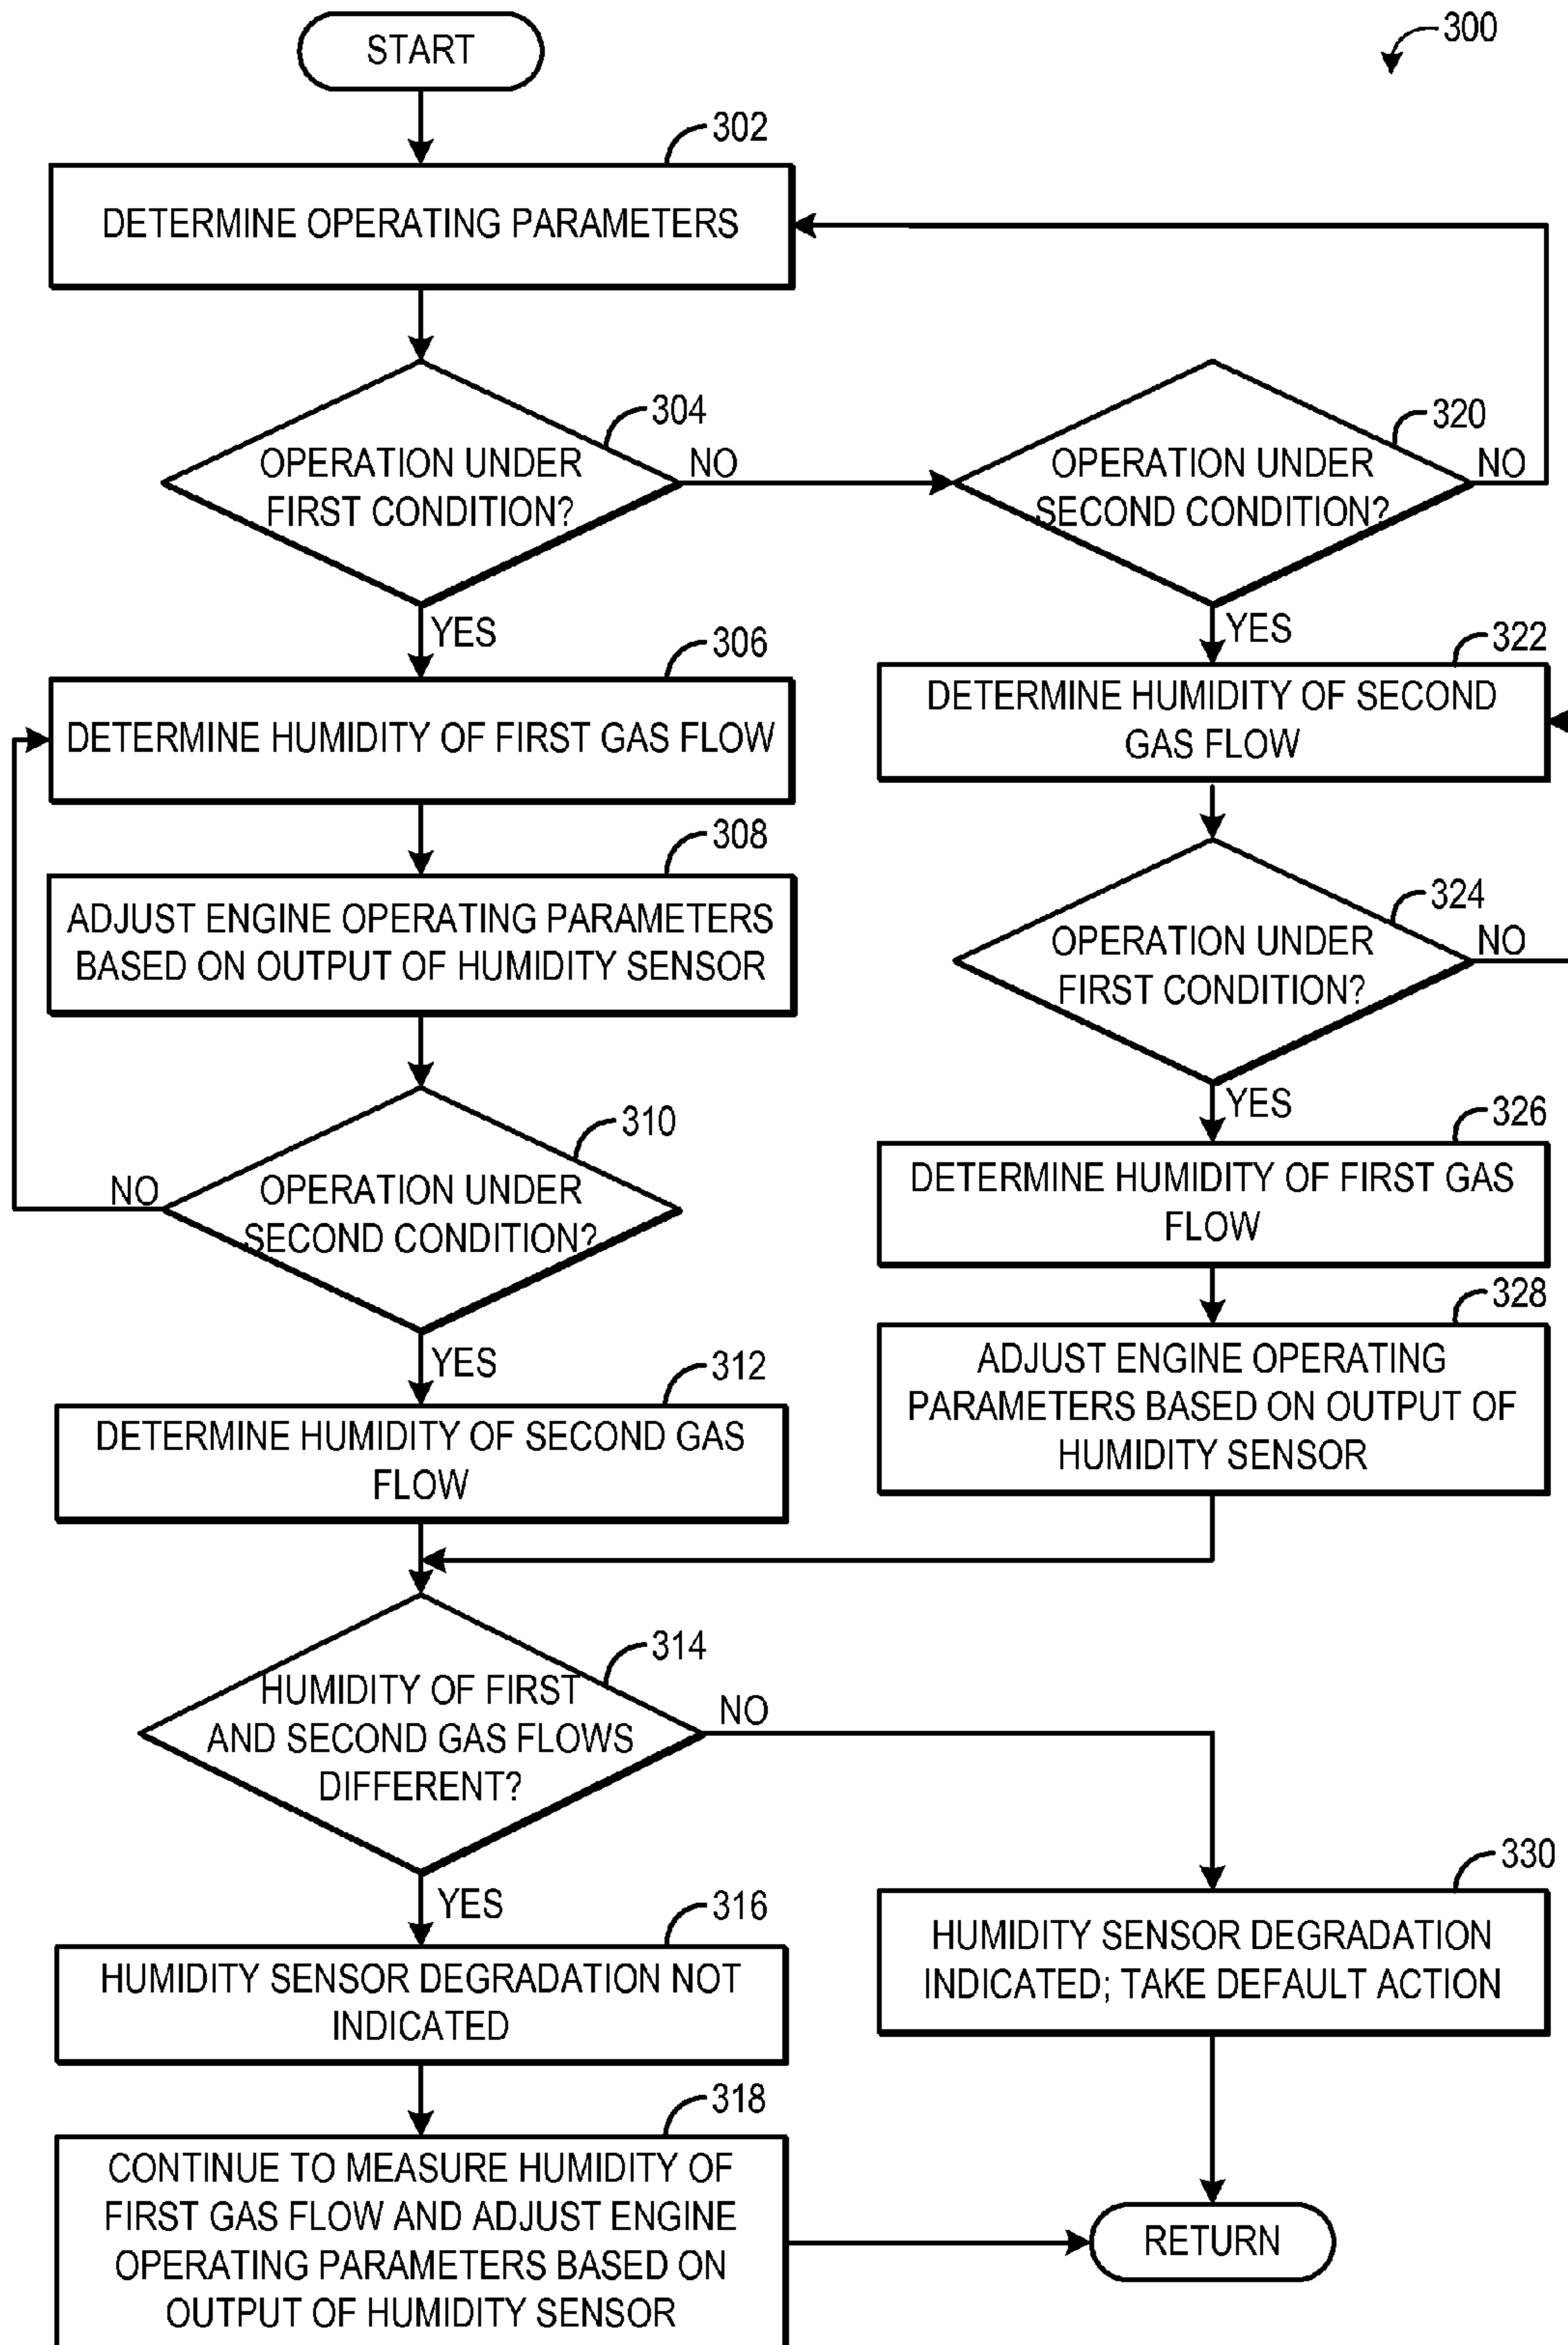 START
300
302
DETERMINE OPERATING PARAMETERS
304
OPERATION UNDER
FIRST CONDITION?
NO
YES
320
OPERATION UNDER
SECOND CONDITION?
NO
YES
306
DETERMINE HUMIDITY OF FIRST GAS FLOW
308
ADJUST ENGINE OPERATING PARAMETERS
BASED ON OUTPUT OF HUMIDITY SENSOR
310
OPERATION UNDER
SECOND CONDITION?
NO
YES
312
DETERMINE HUMIDITY OF SECOND GAS
FLOW
322
DETERMINE HUMIDITY OF SECOND
GAS FLOW
324
OPERATION UNDER
FIRST CONDITION?
NO
YES
326
DETERMINE HUMIDITY OF FIRST GAS
FLOW
328
ADJUST ENGINE OPERATING
PARAMETERS BASED ON OUTPUT OF
HUMIDITY SENSOR
314
HUMIDITY OF FIRST
AND SECOND GAS FLOWS
DIFFERENT?
NO
YES
316
HUMIDITY SENSOR DEGRADATION NOT
INDICATED
318
CONTINUE TO MEASURE HUMIDITY OF
FIRST GAS FLOW AND ADJUST ENGINE
OPERATING PARAMETERS BASED ON
OUTPUT OF HUMIDITY SENSOR
330
HUMIDITY SENSOR DEGRADATION
INDICATED; TAKE DEFAULT ACTION
RETURN